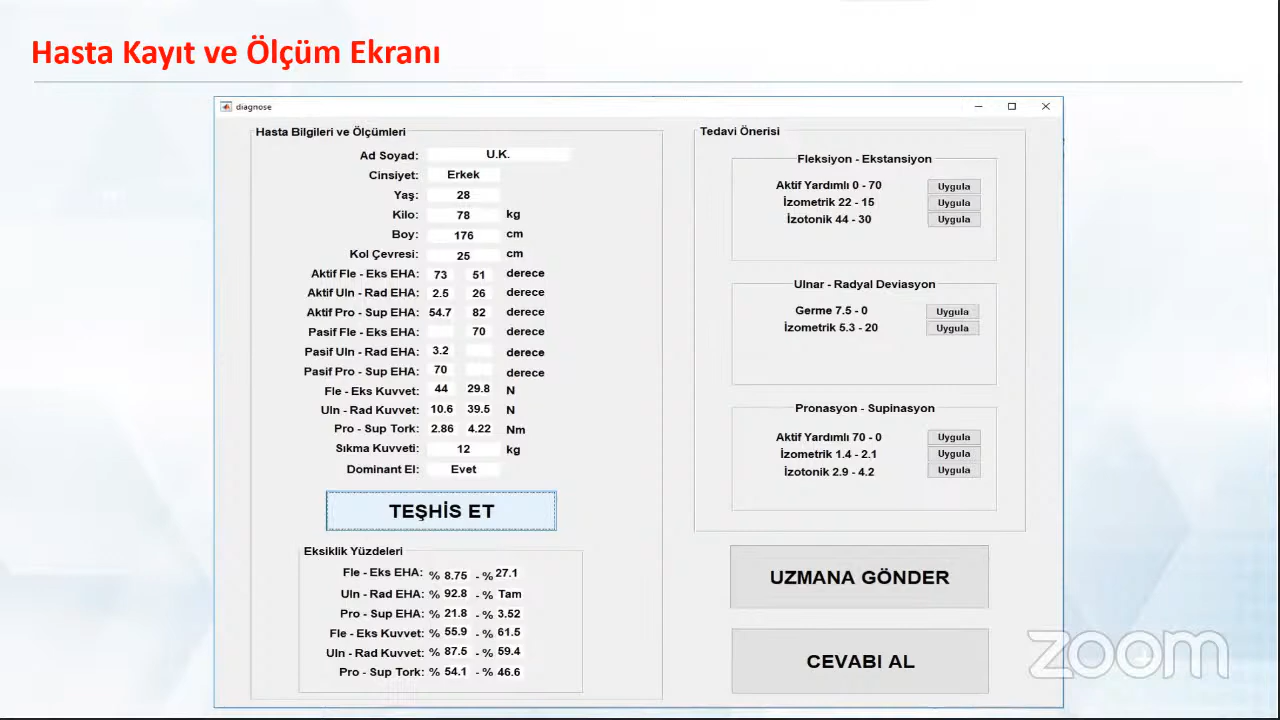 Hasta Kayıt ve Ölçüm Ekranı
diagnose
Hasta Bilgileri ve Ölçümleri
Ad Soyad: U.K.
Cinsiyet: Erkek
Yaş: 28
Kilo: 78 kg
Boy: 176 cm
Kol Çevresi: 25 cm
Aktif Fle - Eks EHA: 73 51 derece
Aktif Uln - Rad EHA: 2.5 26 derece
Aktif Pro - Sup EHA: 54.7 82 derece
Pasif Fle - Eks EHA: 70 derece
Pasif Uln - Rad EHA: 3.2 derece
Pasif Pro - Sup EHA: 70 derece
Fle - Eks Kuvvet: 44 29.8 N
Uln - Rad Kuvvet: 10.6 39.5 N
Pro - Sup Tork: 2.86 4.22 Nm
Sıkma Kuvveti: 12 kg
Dominant El: Evet
TEŞHİS ET
Eksiklik Yüzdeleri
Fle - Eks EHA: % 8.75 - % 27.1
Uln - Rad EHA: % 92.8 - % Tam
Pro - Sup EHA: % 21.8 - % 3.52
Fle - Eks Kuvvet: % 55.9 - % 61.5
Uln - Rad Kuvvet: % 87.5 - % 59.4
Pro - Sup Tork: % 54.1 - % 46.6
Tedavi Önerisi
Fleksiyon - Ekstansiyon
Aktif Yardımlı 0 - 70 Uygula
İzometrik 22 - 15 Uygula
İzotonik 44 - 30 Uygula
Ulnar - Radyal Deviasyon
Germe 7.5 - 0 Uygula
İzometrik 5.3 - 20 Uygula
Pronasyon - Supinasyon
Aktif Yardımlı 70 - 0 Uygula
İzometrik 1.4 - 2.1 Uygula
İzotonik 2.9 - 4.2 Uygula
UZMANA GÖNDER
CEVABI AL
zoom